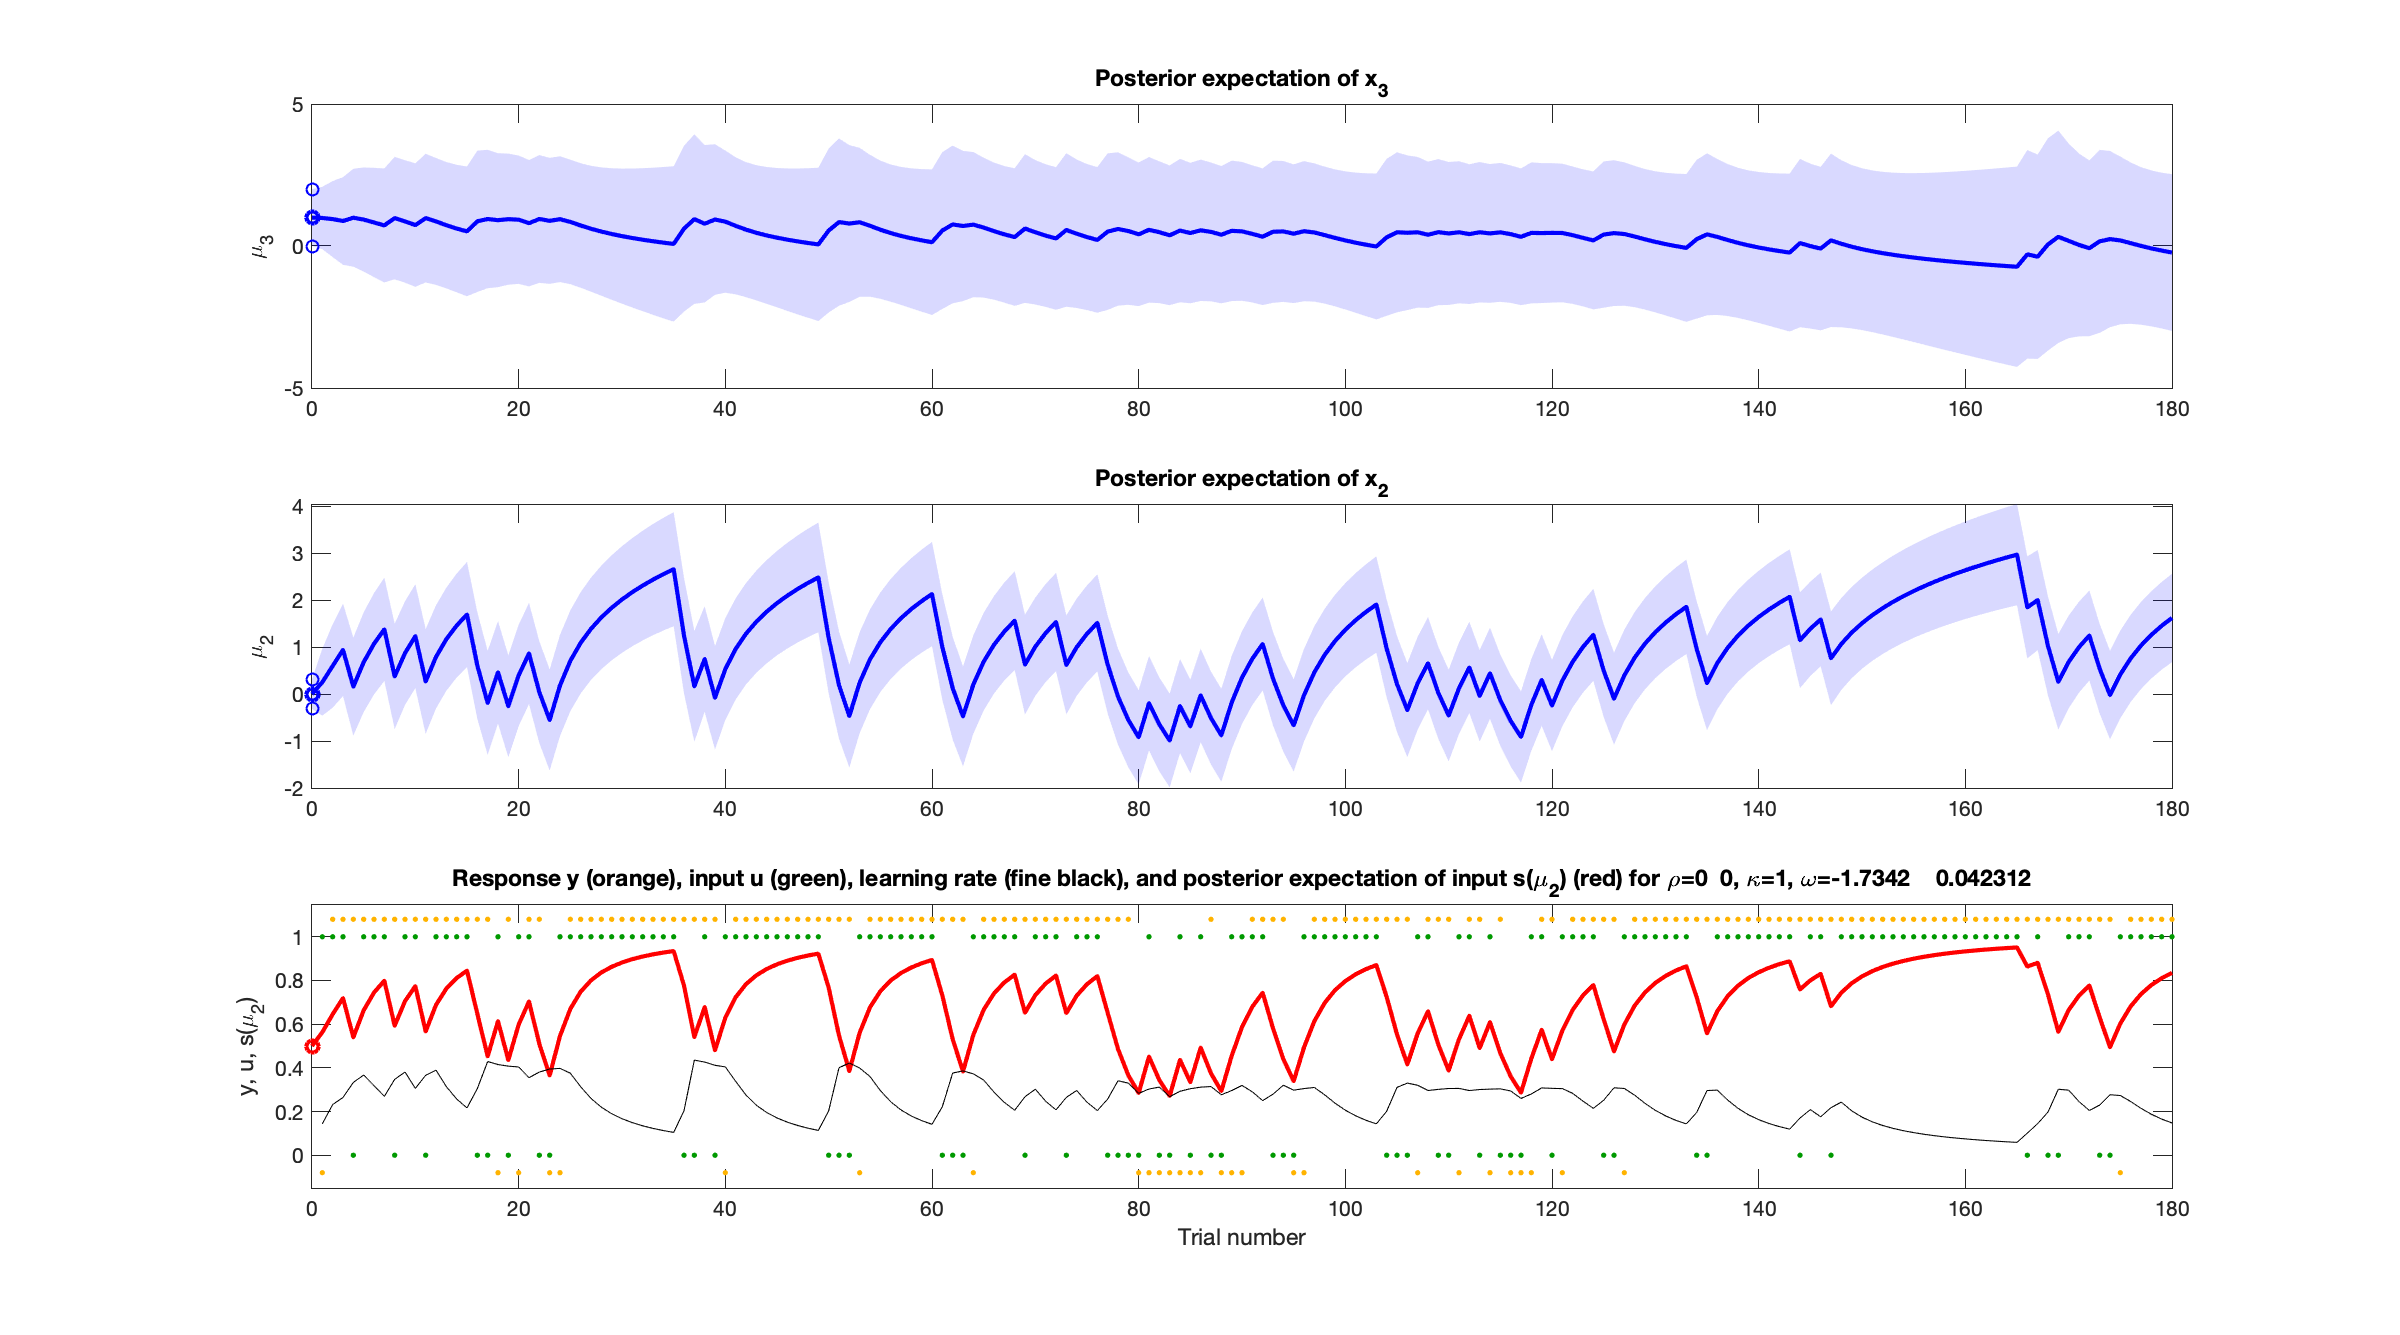 Posterior expectation of x3
5
0
-5
μ3
0 20 40 60 80 100 120 140 160 180
Posterior expectation of x2
4
3
2
1
0
-1
-2
μ2
0 20 40 60 80 100 120 140 160 180
Response y (orange), input u (green), learning rate (fine black), and posterior expectation of input s(μ2) (red) for ρ=0 0, κ=1, ω=-1.7342 0.042312
1
0.8
0.6
0.4
0.2
0
y, u, s(μ2)
0 20 40 60 80 100 120 140 160 180
Trial number